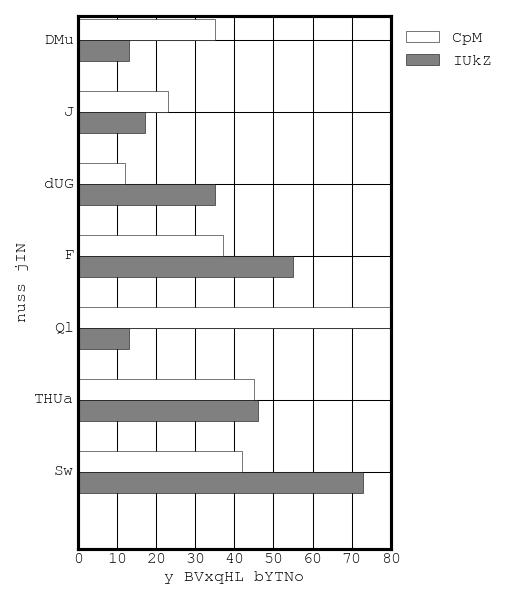 CpM
IUkZ
DMu
J
dUG
F
Ql
THUa
Sw
nuss jIN
0 10 20 30 40 50 60 70 80
y BVxqHL bYTNo